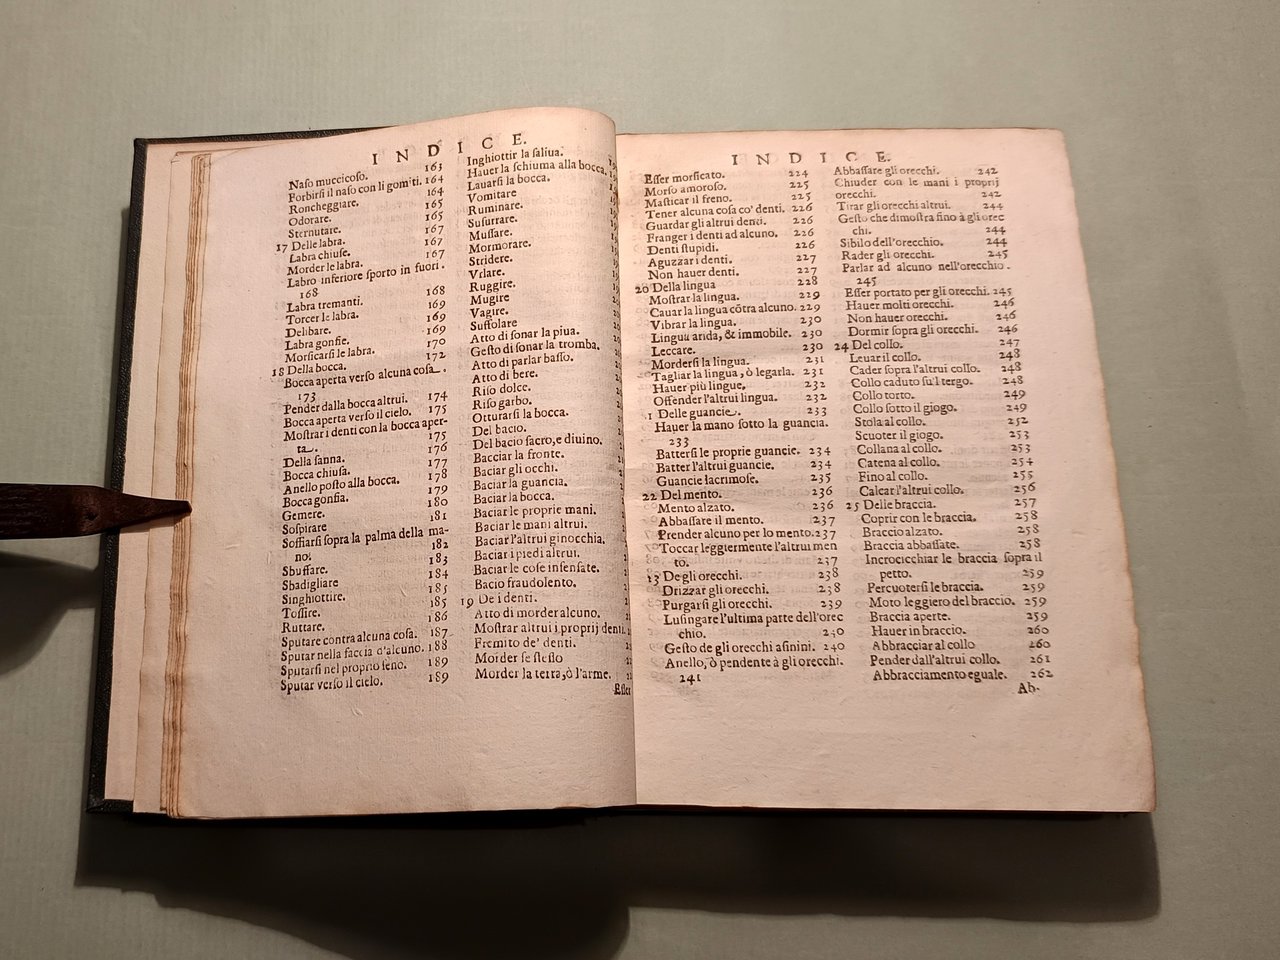 INDICE.
Naso muccicoso. 163
Forbirsi il naso con li gomiti. 164
Roncheggiare. 164
Odorare. 165
Sternutare. 165
17 Delle labra. 167
Labra chiuse. 167
Morder le labra. 167
Labro inferiore sporto in fuori.
168
Labra tremanti. 168
Torcer le labra. 169
Delibare. 169
Labra gonfie. 169
Morsicarsi le labra. 170
18 Della bocca. 172
Bocca aperta verso alcuna cosa.
173
Pender dalla bocca altrui. 174
Bocca aperta verso il cielo. 175
Mostrar i denti con la bocca aper-
ta. 175
Della sanna. 176
Bocca chiusa. 177
Anello posto alla bocca. 178
Bocca gonfia. 179
Gemere. 180
Sospirare 181
Soffiarsi sopra la palma della ma-
no. 182
Sbuffare. 183
Sbadigliare 184
Singhiottire. 185
Tossire. 185
Ruttare. 186
Sputare contra alcuna cosa. 187
Sputar nella faccia d'alcuno. 188
Sputarsi nel proprio seno. 189
Sputar verso il cielo. 189
Inghiottir la saliua.
Hauer la schiuma alla bocca.
Lauarsi la bocca.
Vomitare
Ruminare.
Susurrare.
Mussare.
Mormorare.
Stridere.
Vrlare.
Ruggire.
Mugire
Vagire.
Suffolare
Atto di sonar la piua.
Gesto di sonar la tromba.
Atto di parlar basso.
Atto di bere.
Riso dolce.
Riso garbo.
Otturarsi la bocca.
Del bacio.
Del bacio sacro, e diuino.
Bacciar la fronte.
Baciar gli occhi.
Baciar la guancia.
Baciar la bocca.
Baciar le proprie mani.
Baciar le mani altrui.
Baciar l'altrui ginocchia.
Baciar i piedi altrui.
Baciar le cose insensate.
Bacio fraudolento.
19 De i denti.
Atto di morder alcuno.
Mostrar altrui i proprij denti.
Fremito de' denti.
Morder se stesso
Morder la terra, ò l'arme.
Esser
INDICE.
Esser morsicato. 224
Morso amoroso. 225
Masticar il freno. 225
Tener alcuna cosa co' denti. 226
Guardar gli altrui denti. 226
Franger i denti ad alcuno. 226
Denti stupidi. 226
Aguzzar i denti. 227
Non hauer denti. 227
20 Della lingua 228
Mostrar la lingua. 229
Cauar la lingua cõtra alcuno. 229
Vibrar la lingua. 230
Lingua arida, & immobile. 230
Leccare. 230
Mordersi la lingua. 231
Tagliar la lingua, ò legarla. 231
Hauer più lingue. 232
Offender l'altrui lingua. 232
1 Delle guancie. 233
Hauer la mano sotto la guancia.
233
Battersi le proprie guancie. 234
Batter l'altrui guancie. 234
Guancie lacrimose. 235
22 Del mento. 236
Mento alzato. 236
Abbassare il mento. 237
Prender alcuno per lo mento. 237
Toccar leggiermente l'altrui men
to. 237
13 De gli orecchi. 238
Drizzar gli orecchi. 238
Purgarsi gli orecchi. 239
Lusingare l'vltima parte dell'orec
chio. 240
Gesto de gli orecchi asinini. 240
Anello, ò pendente à gli orecchi.
241
Abbassare gli orecchi. 242
Chiuder con le mani i proprij
orecchi. 242
Tirar gli orecchi altrui. 244
Gesto che dimostra fino à gli orec
chi. 244
Sibilo dell'orecchio. 244
Rader gli orecchi. 245
Parlar ad alcuno nell'orecchio.
245
Esser portato per gli orecchi. 245
Hauer molti orecchi. 246
Non hauer orecchi. 246
Dormir sopra gli orecchi. 246
24 Del collo. 247
Leuar il collo. 248
Cader sopra l'altrui collo. 248
Collo caduto su'l tergo. 248
Collo torto. 249
Collo sotto il giogo. 249
Stola al collo. 252
Scuoter il giogo. 253
Collana al collo. 253
Catena al collo. 254
Fino al collo. 255
Calcar l'altrui collo. 256
25 Delle braccia. 257
Coprir con le braccia. 258
Braccio alzato. 258
Braccia abbassate. 258
Incrocicchiar le braccia sopra il
petto. 259
Percuotersi le braccia. 259
Moto leggiero del braccio. 259
Braccia aperte. 259
Hauer in braccio. 260
Abbracciar al collo 260
Pender dall'altrui collo. 261
Abbracciamento eguale. 262
Ab-